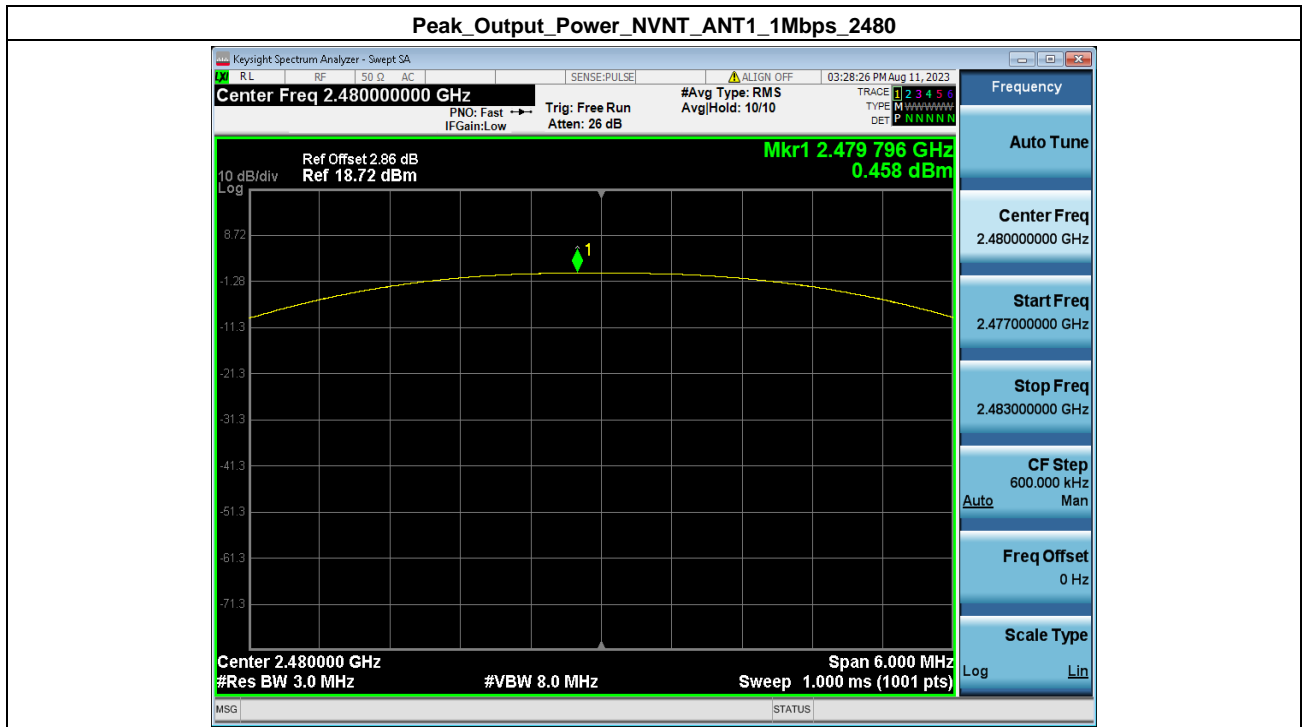 Peak_Output_Power_NVNT_ANT1_1Mbps_2480
Keysight Spectrum Analyzer - Swept SA
LXI RL RF 50 Ω AC SENSE:PULSE ALIGN OFF 03:28:26 PM Aug 11, 2023
Center Freq 2.480000000 GHz
PNO: Fast
IFGain:Low
Trig: Free Run
Atten: 26 dB
#Avg Type: RMS
Avg|Hold: 10/10
TRACE 1 2 3 4 5 6
TYPE M WWWWW
DET P N N N N N
Mkr1 2.479 796 GHz
0.458 dBm
Ref Offset 2.86 dB
10 dB/div Ref 18.72 dBm
Log
8.72
-1.28
-11.3
-21.3
-31.3
-41.3
-51.3
-61.3
-71.3
1
Center 2.480000 GHz Span 6.000 MHz
#Res BW 3.0 MHz #VBW 8.0 MHz Sweep 1.000 ms (1001 pts)
MSG STATUS
Frequency
Auto Tune
Center Freq
2.480000000 GHz
Start Freq
2.477000000 GHz
Stop Freq
2.483000000 GHz
CF Step
600.000 kHz
Auto Man
Freq Offset
0 Hz
Scale Type
Log Lin